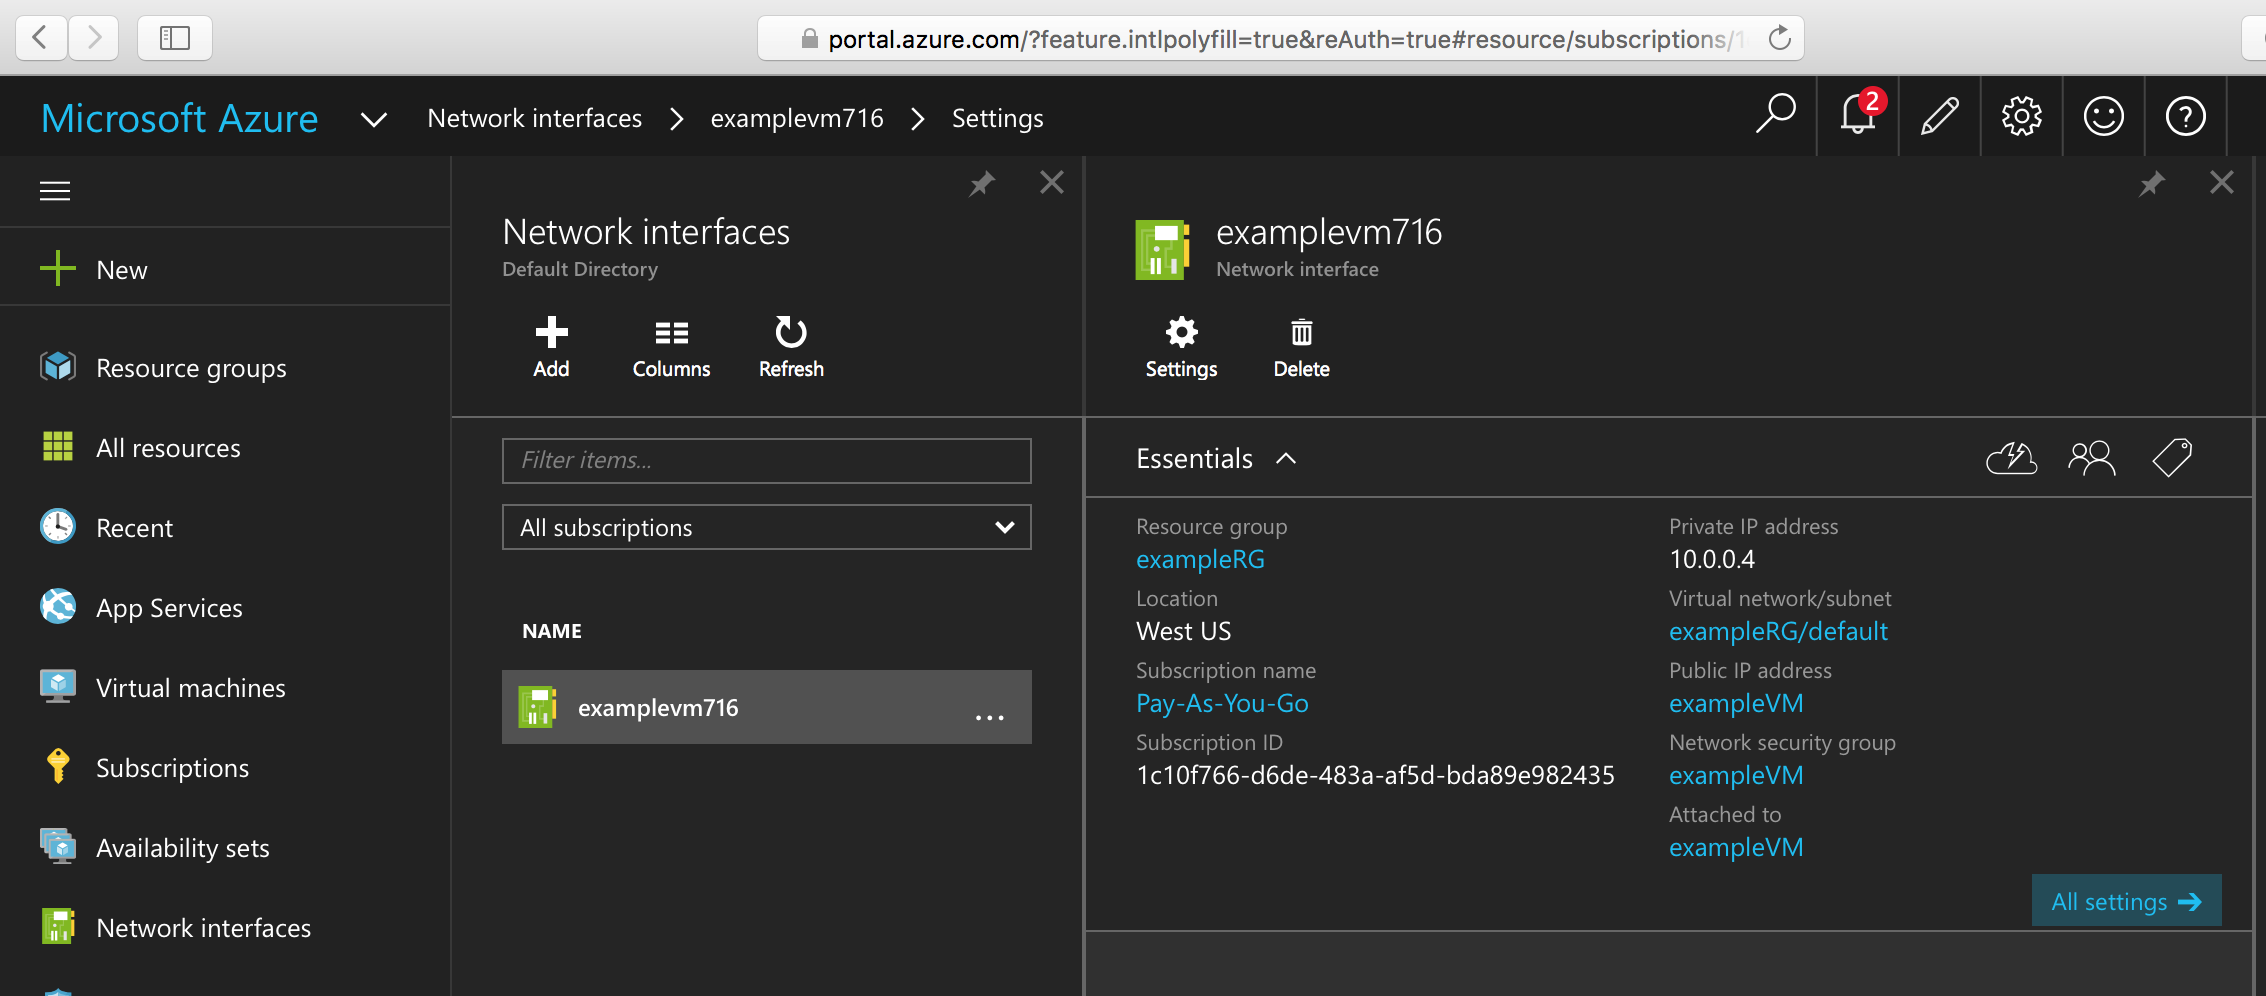 portal.azure.com/?feature.intlpolyfill=true&reAuth=true#resource/subscriptions/1
Microsoft Azure
Network interfaces > examplevm716 > Settings
2
?
New
Resource groups
All resources
Recent
App Services
Virtual machines
Subscriptions
Availability sets
Network interfaces
Network interfaces
Default Directory
Add
Columns
Refresh
Filter items...
All subscriptions
NAME
examplevm716
...
examplevm716
Network interface
Settings
Delete
Essentials
Resource group
exampleRG
Location
West US
Subscription name
Pay-As-You-Go
Subscription ID
1c10f766-d6de-483a-af5d-bda89e982435
Private IP address
10.0.0.4
Virtual network/subnet
exampleRG/default
Public IP address
exampleVM
Network security group
exampleVM
Attached to
exampleVM
All settings